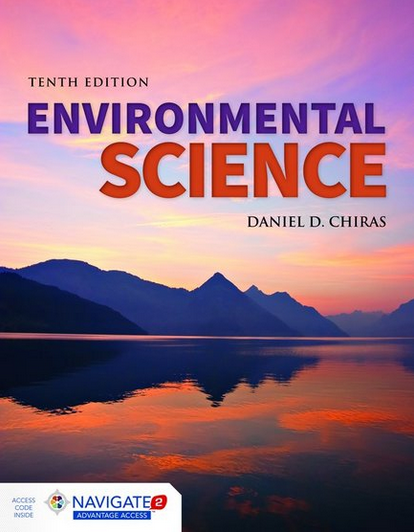 TENTH EDITION
ENVIRONMENTAL
SCIENCE
DANIEL D. CHIRAS
ACCESS
CODE
INSIDE
NAVIGATE 2
ADVANTAGE ACCESS